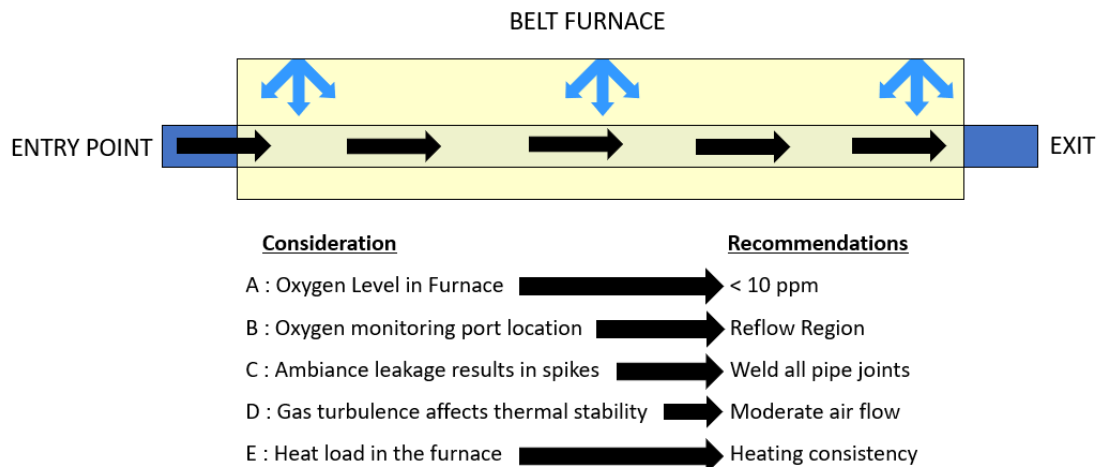 BELT FURNACE
ENTRY POINT
EXIT
Consideration
Recommendations
A : Oxygen Level in Furnace
< 10 ppm
B : Oxygen monitoring port location
Reflow Region
C : Ambiance leakage results in spikes
Weld all pipe joints
D : Gas turbulence affects thermal stability
Moderate air flow
E : Heat load in the furnace
Heating consistency